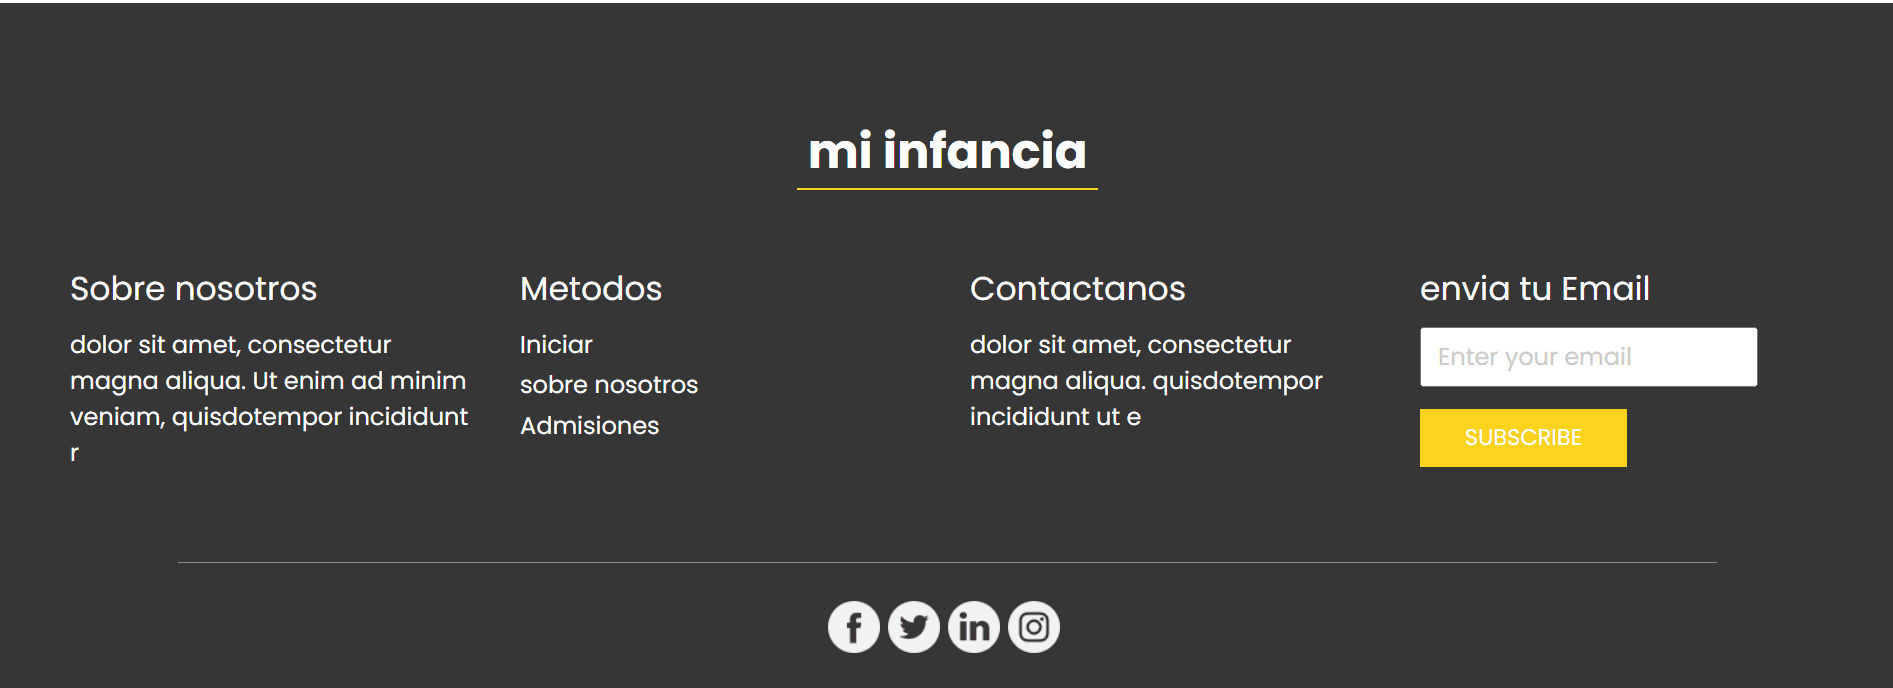 mi infancia
Sobre nosotros
dolor sit amet, consectetur
magna aliqua. Ut enim ad minim
veniam, quisdotempor incididunt
r
Metodos
Iniciar
sobre nosotros
Admisiones
Contactanos
dolor sit amet, consectetur
magna aliqua. quisdotempor
incididunt ut e
envia tu Email
Enter your email
SUBSCRIBE